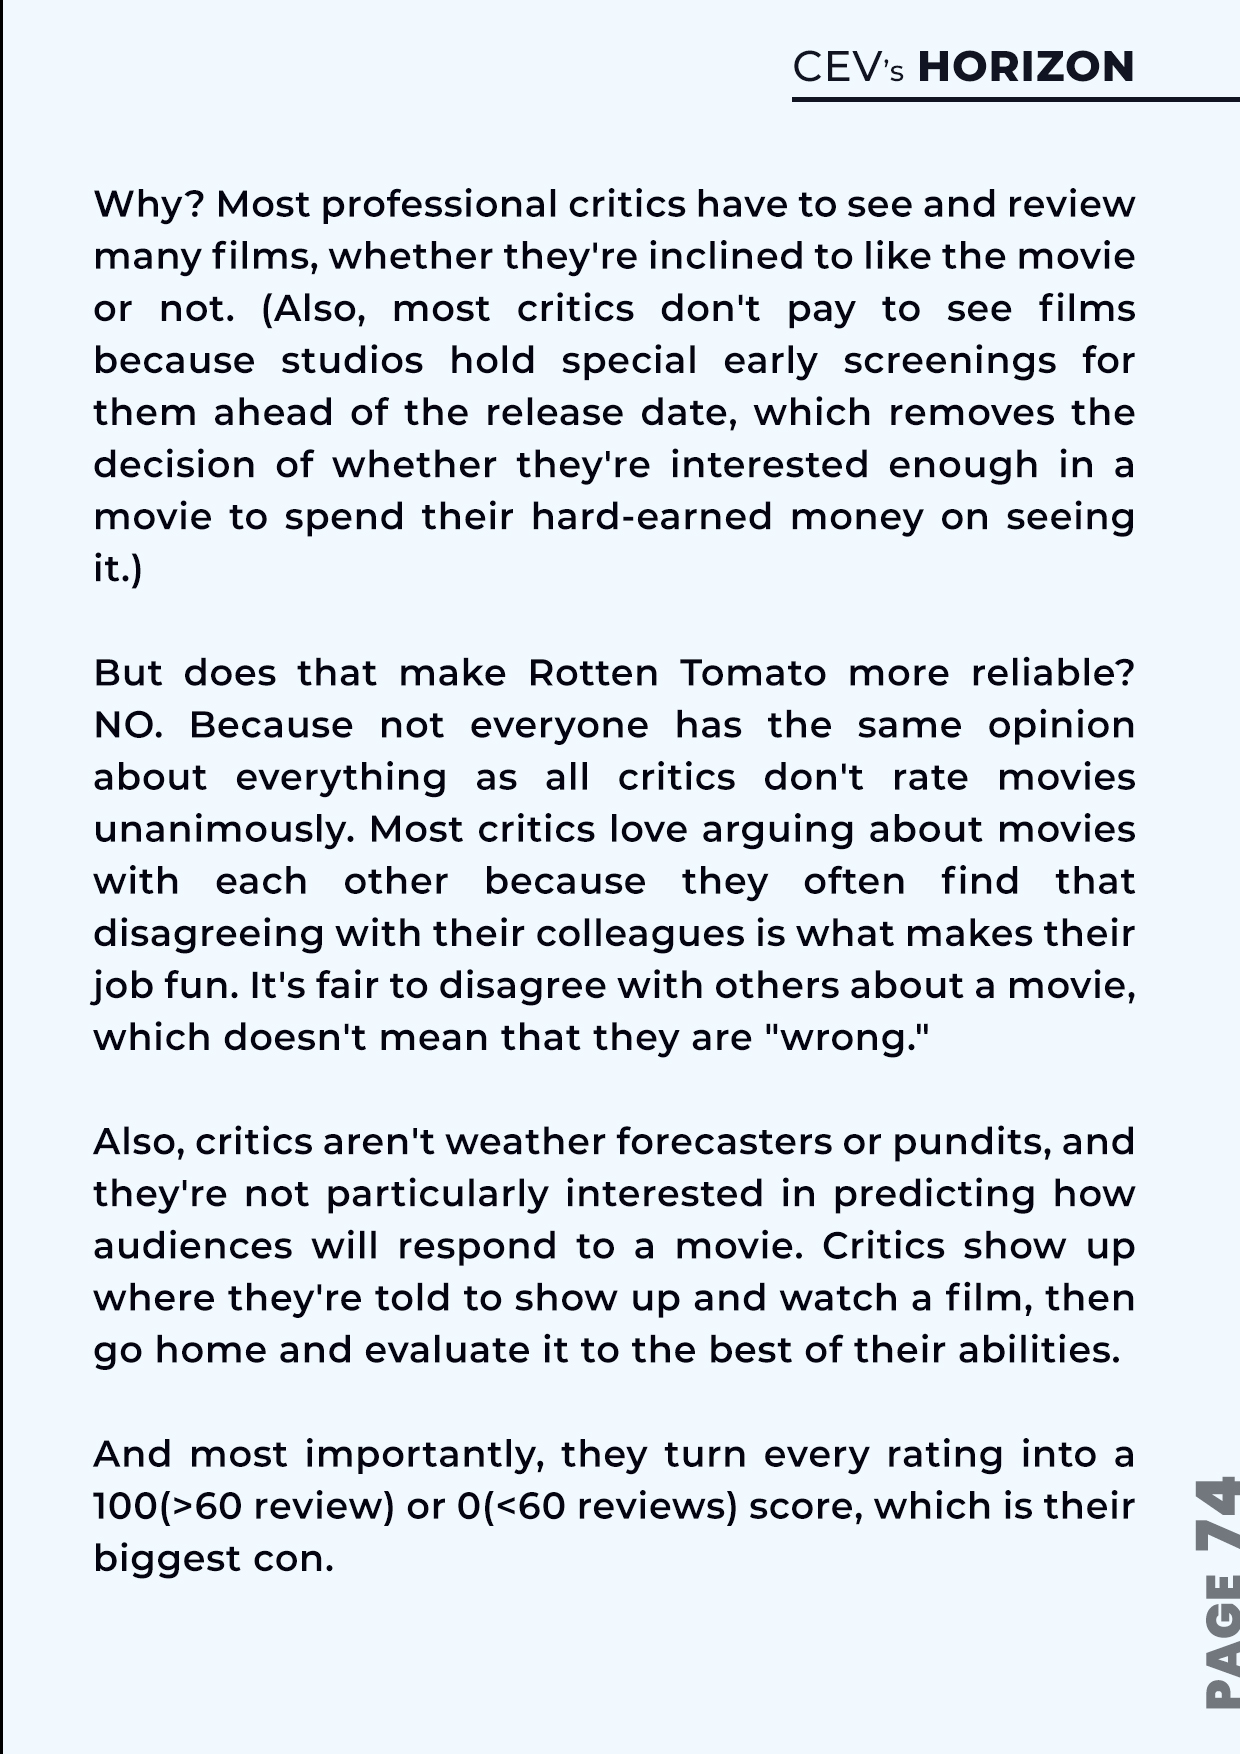 CEV's HORIZON
Why? Most professional critics have to see and review
many films, whether they're inclined to like the movie
or not. (Also, most critics don't pay to see films
because studios hold special early screenings for
them ahead of the release date, which removes the
decision of whether they're interested enough in a
movie to spend their hard-earned money on seeing
it.)
But does that make Rotten Tomato more reliable?
NO. Because not everyone has the same opinion
about everything as all critics don't rate movies
unanimously. Most critics love arguing about movies
with each other because they often find that
disagreeing with their colleagues is what makes their
job fun. It's fair to disagree with others about a movie,
which doesn't mean that they are "wrong."
Also, critics aren't weather forecasters or pundits, and
they're not particularly interested in predicting how
audiences will respond to a movie. Critics show up
where they're told to show up and watch a film, then
go home and evaluate it to the best of their abilities.
And most importantly, they turn every rating into a
100(>60 review) or 0(<60 reviews) score, which is their
biggest con.
PAGE 74